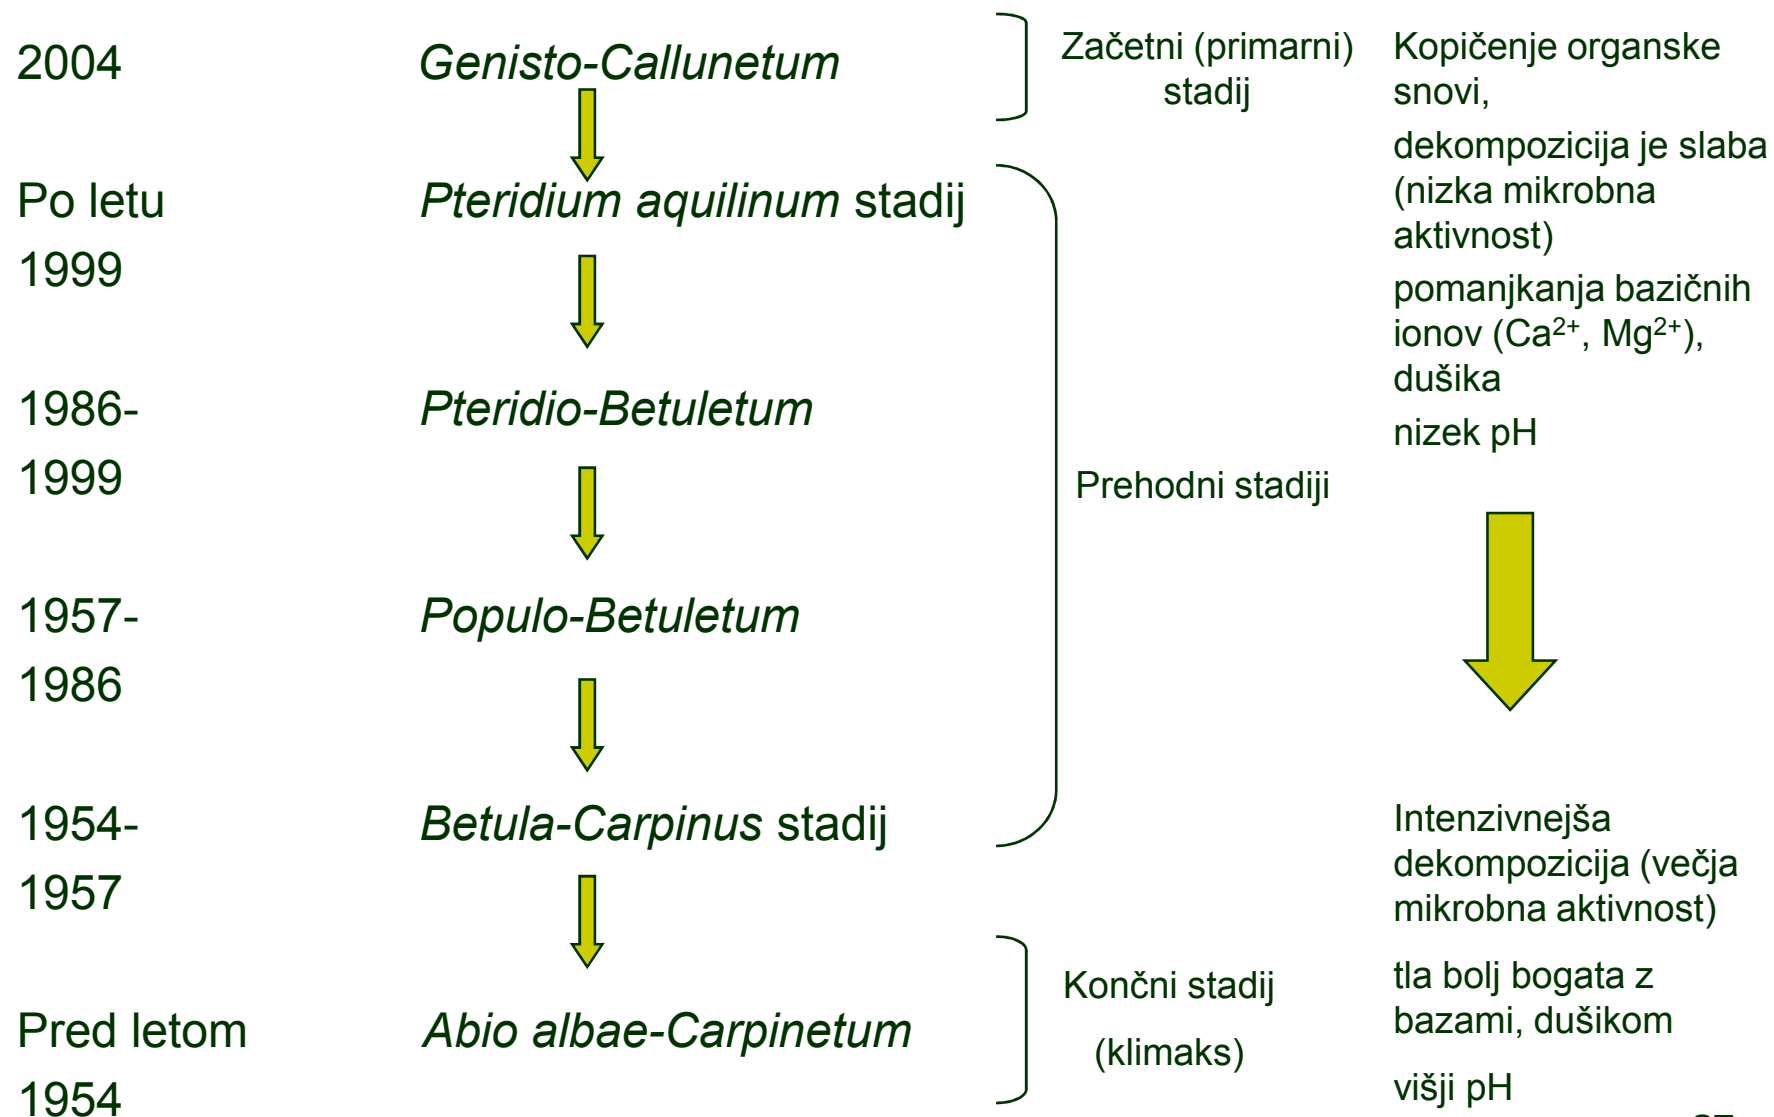 2004
Genisto-Callunetum
Začetni (primarni)
stadij
Kopičenje organske
snovi,
dekompozicija je slaba
(nizka mikrobna
aktivnost)
pomanjkanja bazičnih
ionov (Ca²⁺, Mg²⁺),
dušika
nizek pH
Po letu
1999
Pteridium aquilinum stadij
1986-
1999
Pteridio-Betuletum
Prehodni stadiji
1957-
1986
Populo-Betuletum
1954-
1957
Betula-Carpinus stadij
Intenzivnejša
dekompozicija (večja
mikrobna aktivnost)
tla bolj bogata z
bazami, dušikom
višji pH
Pred letom
1954
Abio albae-Carpinetum
Končni stadij
(klimaks)